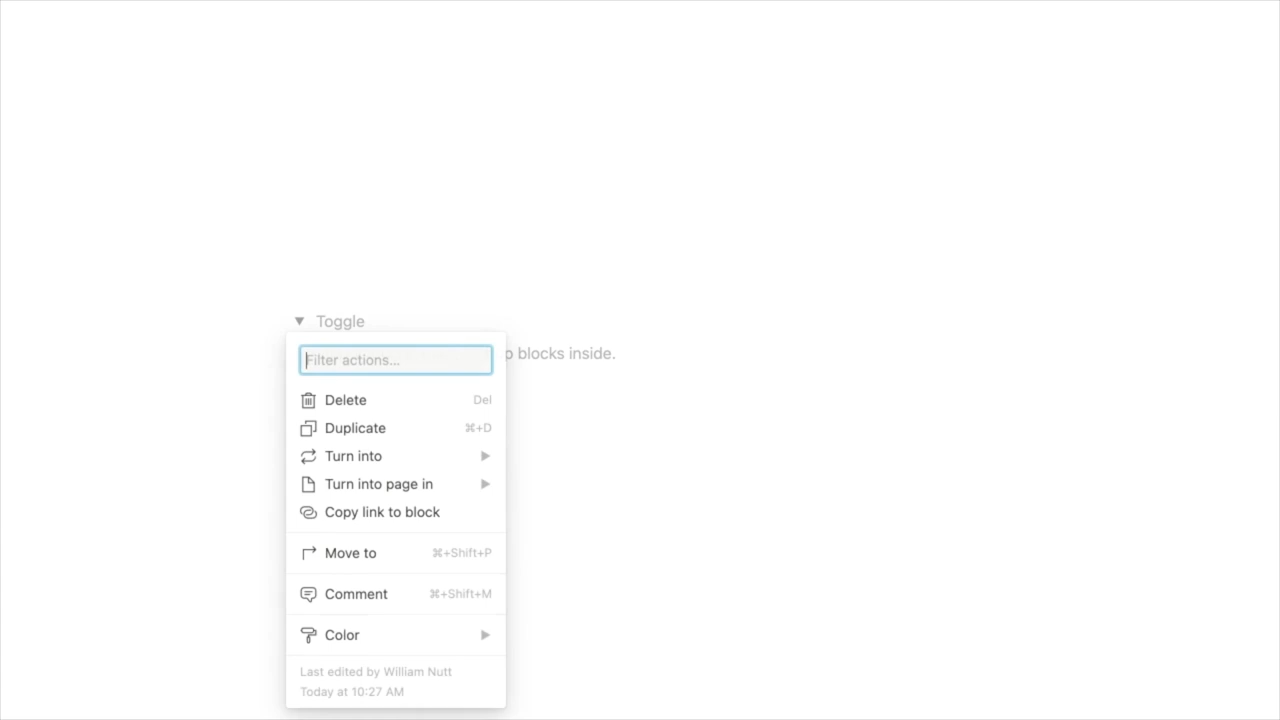 Toggle
p blocks inside.
Filter actions...
Delete Del
Duplicate ⌘+D
Turn into
Turn into page in
Copy link to block
Move to ⌘+Shift+P
Comment ⌘+Shift+M
Color
Last edited by William Nutt
Today at 10:27 AM